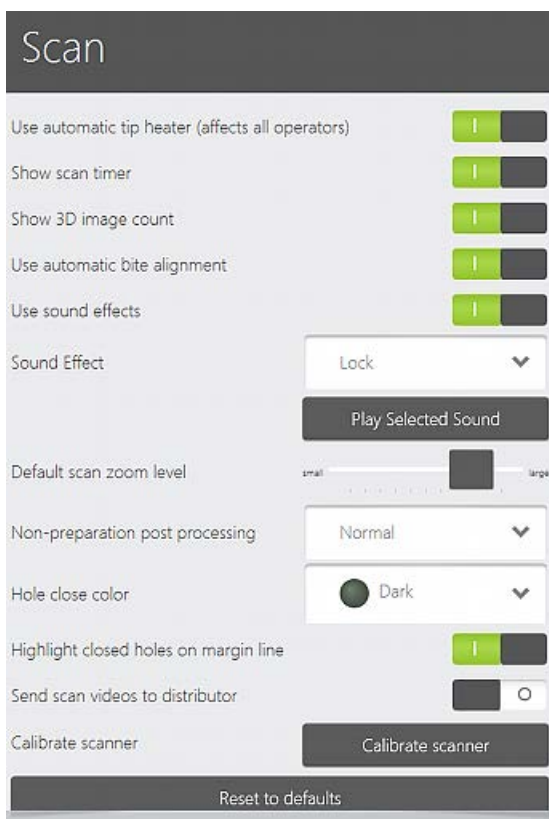 Scan
Use automatic tip heater (affects all operators)
Show scan timer
Show 3D image count
Use automatic bite alignment
Use sound effects
Sound Effect Lock
Play Selected Sound
Default scan zoom level small large
Non-preparation post processing Normal
Hole close color Dark
Highlight closed holes on margin line
Send scan videos to distributor
Calibrate scanner Calibrate scanner
Reset to defaults